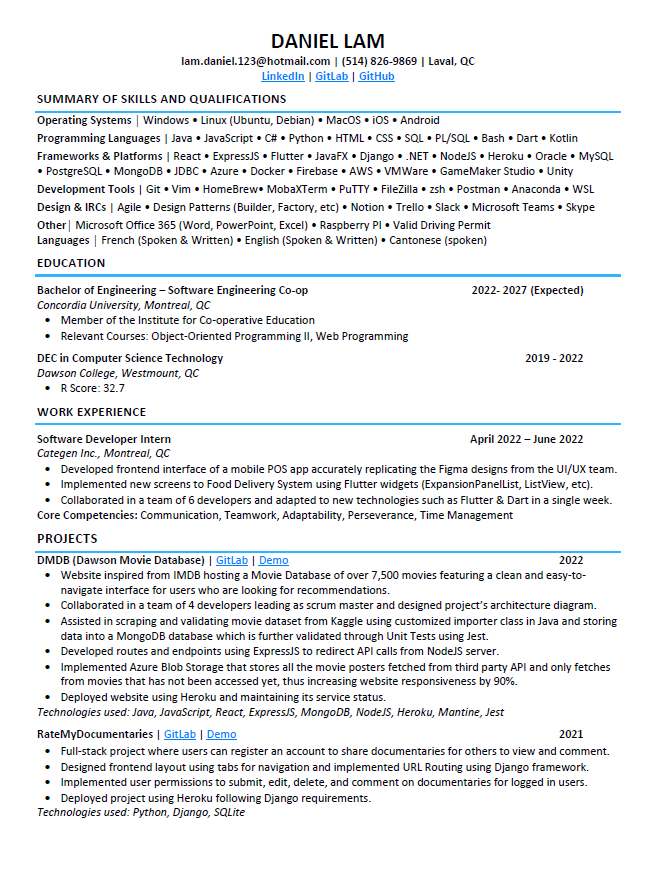 DANIEL LAM
lam.daniel.123@hotmail.com | (514) 826-9869 | Laval, QC
LinkedIn | GitLab | GitHub
SUMMARY OF SKILLS AND QUALIFICATIONS
Operating Systems | Windows • Linux (Ubuntu, Debian) • MacOS • iOS • Android
Programming Languages | Java • JavaScript • C# • Python • HTML • CSS • SQL • PL/SQL • Bash • Dart • Kotlin
Frameworks & Platforms | React • ExpressJS • Flutter • JavaFX • Django • .NET • NodeJS • Heroku • Oracle • MySQL
• PostgreSQL • MongoDB • JDBC • Azure • Docker • Firebase • AWS • VMWare • GameMaker Studio • Unity
Development Tools | Git • Vim • HomeBrew• MobaXTerm • PuTTY • FileZilla • zsh • Postman • Anaconda • WSL
Design & IRCs | Agile • Design Patterns (Builder, Factory, etc) • Notion • Trello • Slack • Microsoft Teams • Skype
Other| Microsoft Office 365 (Word, PowerPoint, Excel) • Raspberry PI • Valid Driving Permit
Languages | French (Spoken & Written) • English (Spoken & Written) • Cantonese (spoken)
EDUCATION
Bachelor of Engineering – Software Engineering Co-op 2022- 2027 (Expected)
Concordia University, Montreal, QC
• Member of the Institute for Co-operative Education
• Relevant Courses: Object-Oriented Programming II, Web Programming
DEC in Computer Science Technology 2019 - 2022
Dawson College, Westmount, QC
• R Score: 32.7
WORK EXPERIENCE
Software Developer Intern April 2022 – June 2022
Categen Inc., Montreal, QC
• Developed frontend interface of a mobile POS app accurately replicating the Figma designs from the UI/UX team.
• Implemented new screens to Food Delivery System using Flutter widgets (ExpansionPanelList, ListView, etc).
• Collaborated in a team of 6 developers and adapted to new technologies such as Flutter & Dart in a single week.
Core Competencies: Communication, Teamwork, Adaptability, Perseverance, Time Management
PROJECTS
DMDB (Dawson Movie Database) | GitLab | Demo 2022
• Website inspired from IMDB hosting a Movie Database of over 7,500 movies featuring a clean and easy-to-
navigate interface for users who are looking for recommendations.
• Collaborated in a team of 4 developers leading as scrum master and designed project's architecture diagram.
• Assisted in scraping and validating movie dataset from Kaggle using customized importer class in Java and storing
data into a MongoDB database which is further validated through Unit Tests using Jest.
• Developed routes and endpoints using ExpressJS to redirect API calls from NodeJS server.
• Implemented Azure Blob Storage that stores all the movie posters fetched from third party API and only fetches
from movies that has not been accessed yet, thus increasing website responsiveness by 90%.
• Deployed website using Heroku and maintaining its service status.
Technologies used: Java, JavaScript, React, ExpressJS, MongoDB, NodeJS, Heroku, Mantine, Jest
RateMyDocumentaries | GitLab | Demo 2021
• Full-stack project where users can register an account to share documentaries for others to view and comment.
• Designed frontend layout using tabs for navigation and implemented URL Routing using Django framework.
• Implemented user permissions to submit, edit, delete, and comment on documentaries for logged in users.
• Deployed project using Heroku following Django requirements.
Technologies used: Python, Django, SQLite